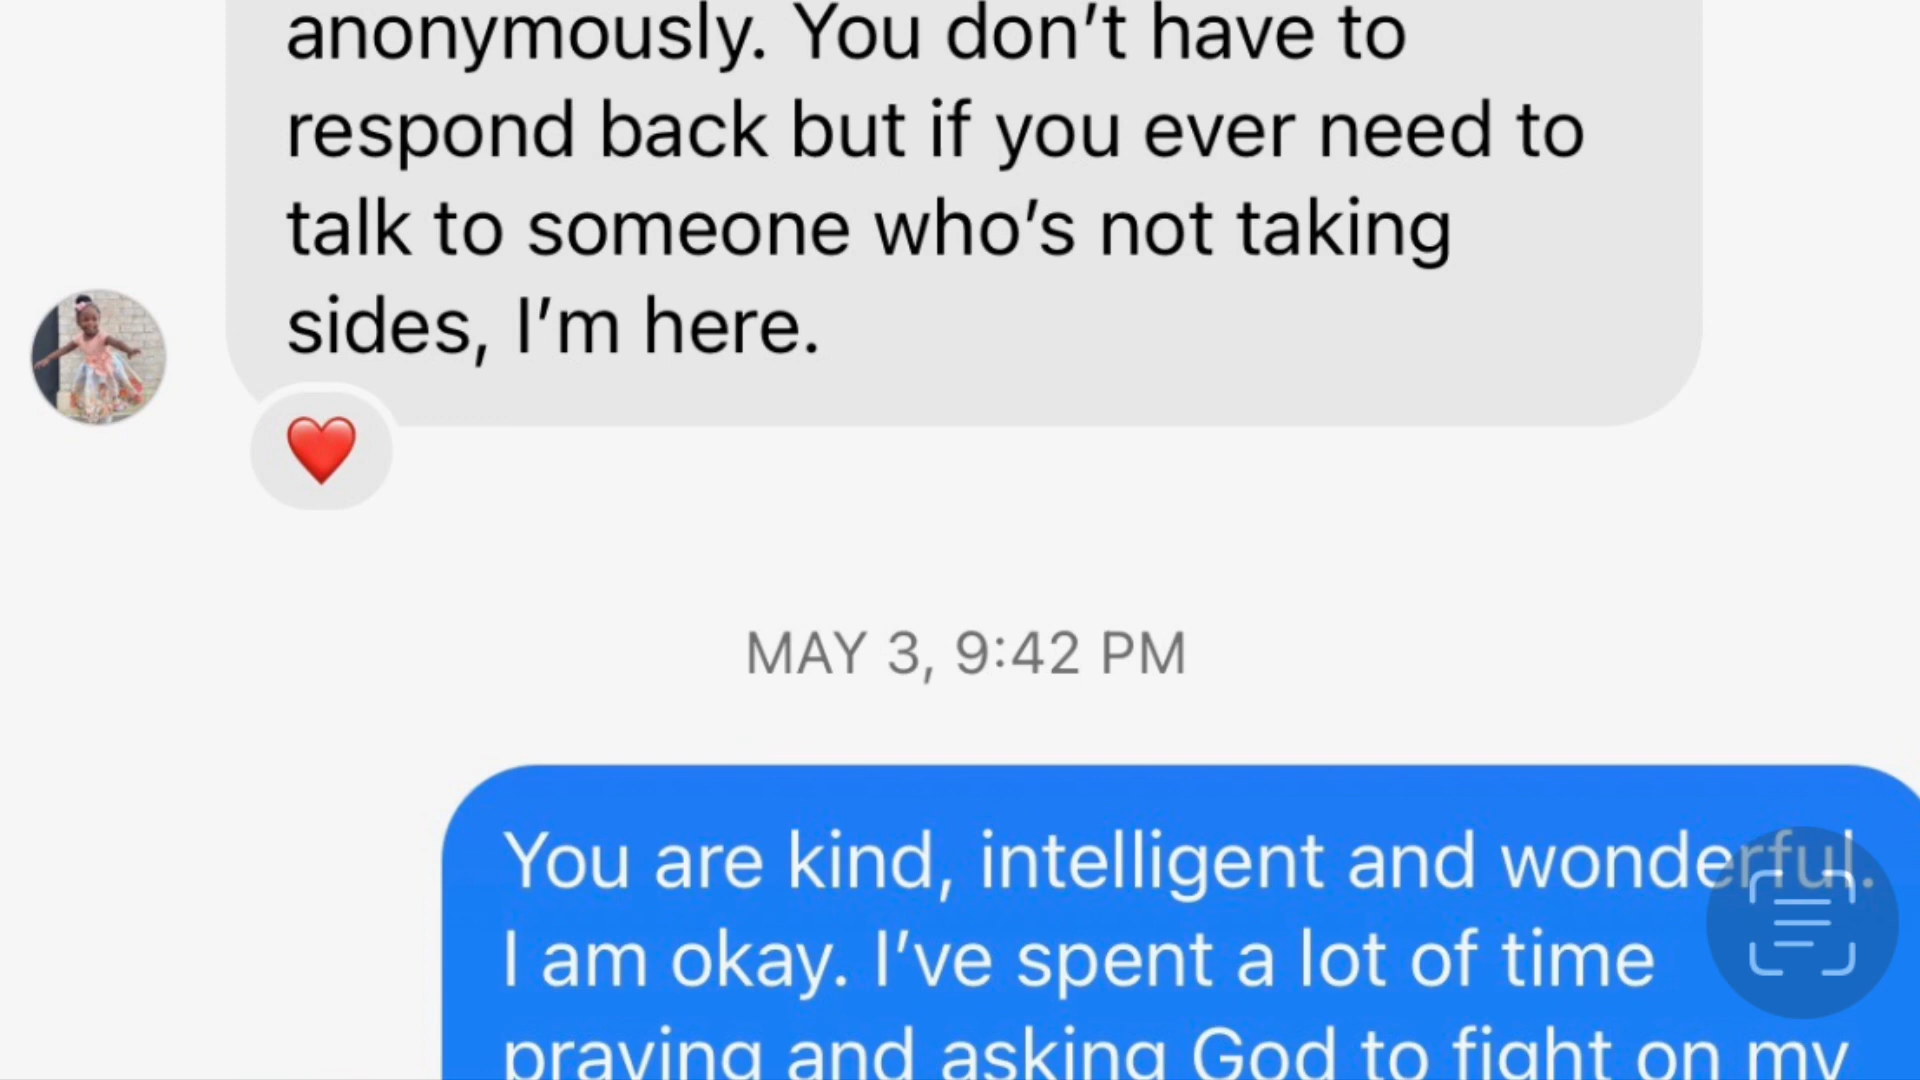 anonymously. You don’t have to
respond back but if you ever need to
talk to someone who’s not taking
sides, I’m here.
MAY 3, 9:42 PM
You are kind, intelligent and wonderful.
I am okay. I’ve spent a lot of time
praying and asking God to fight on my